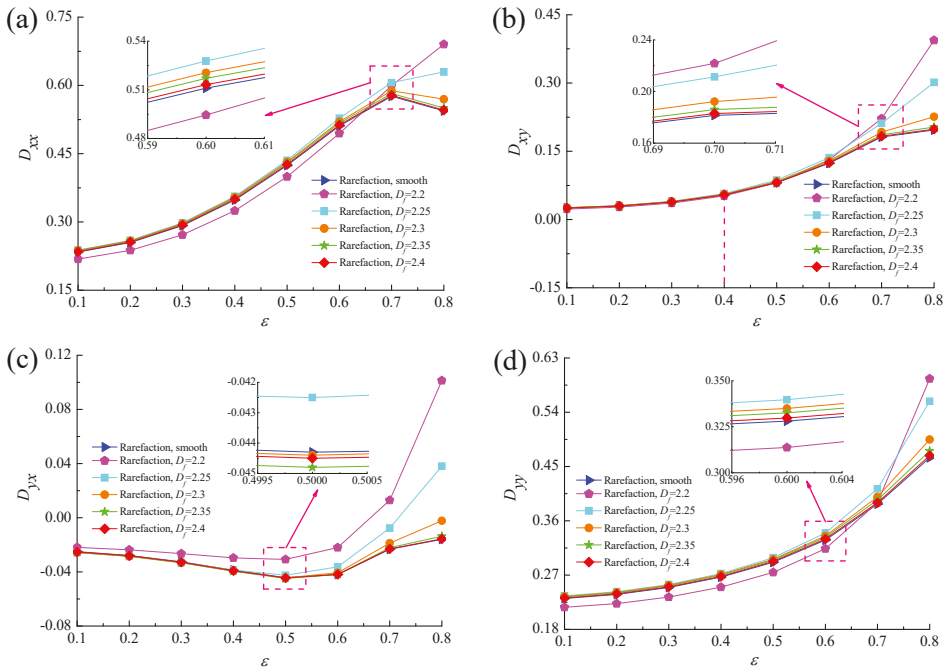 (a)
0.75
0.60
0.45
0.30
0.15
D_xx
0.54
0.51
0.48
0.59
0.60
0.61
Rarefaction, smooth
Rarefaction, D_f=2.2
Rarefaction, D_f=2.25
Rarefaction, D_f=2.3
Rarefaction, D_f=2.35
Rarefaction, D_f=2.4
0.1 0.2 0.3 0.4 0.5 0.6 0.7 0.8
ε
(b)
0.45
0.30
0.15
0.00
-0.15
D_xy
0.24
0.20
0.16
0.69
0.70
0.71
Rarefaction, smooth
Rarefaction, D_f=2.2
Rarefaction, D_f=2.25
Rarefaction, D_f=2.3
Rarefaction, D_f=2.35
Rarefaction, D_f=2.4
0.1 0.2 0.3 0.4 0.5 0.6 0.7 0.8
ε
(c)
0.12
0.08
0.04
0.00
-0.04
-0.08
D_yx
-0.042
-0.043
-0.044
-0.045
0.4995
0.5000
0.5005
Rarefaction, smooth
Rarefaction, D_f=2.2
Rarefaction, D_f=2.25
Rarefaction, D_f=2.3
Rarefaction, D_f=2.35
Rarefaction, D_f=2.4
0.1 0.2 0.3 0.4 0.5 0.6 0.7 0.8
ε
(d)
0.63
0.54
0.45
0.36
0.27
0.18
D_yy
0.350
0.325
0.300
0.596
0.600
0.604
Rarefaction, smooth
Rarefaction, D_f=2.2
Rarefaction, D_f=2.25
Rarefaction, D_f=2.3
Rarefaction, D_f=2.35
Rarefaction, D_f=2.4
0.1 0.2 0.3 0.4 0.5 0.6 0.7 0.8
ε